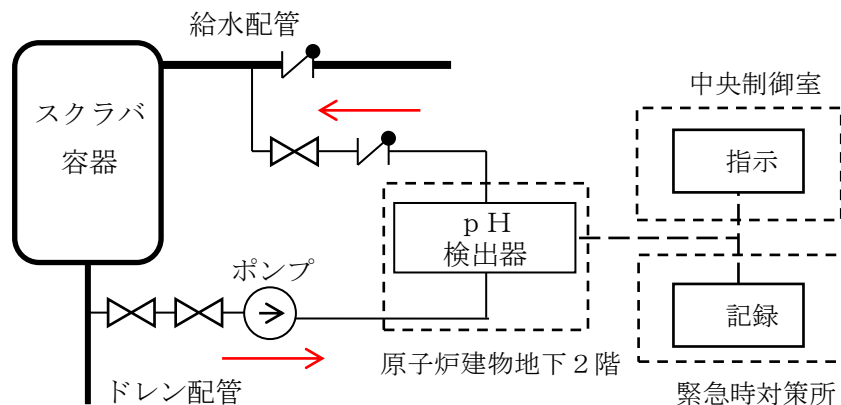 給水配管
スクラバ
容器
中央制御室
指示
ｐＨ
検出器
ポンプ
記録
原子炉建物地下２階
ドレン配管
緊急時対策所